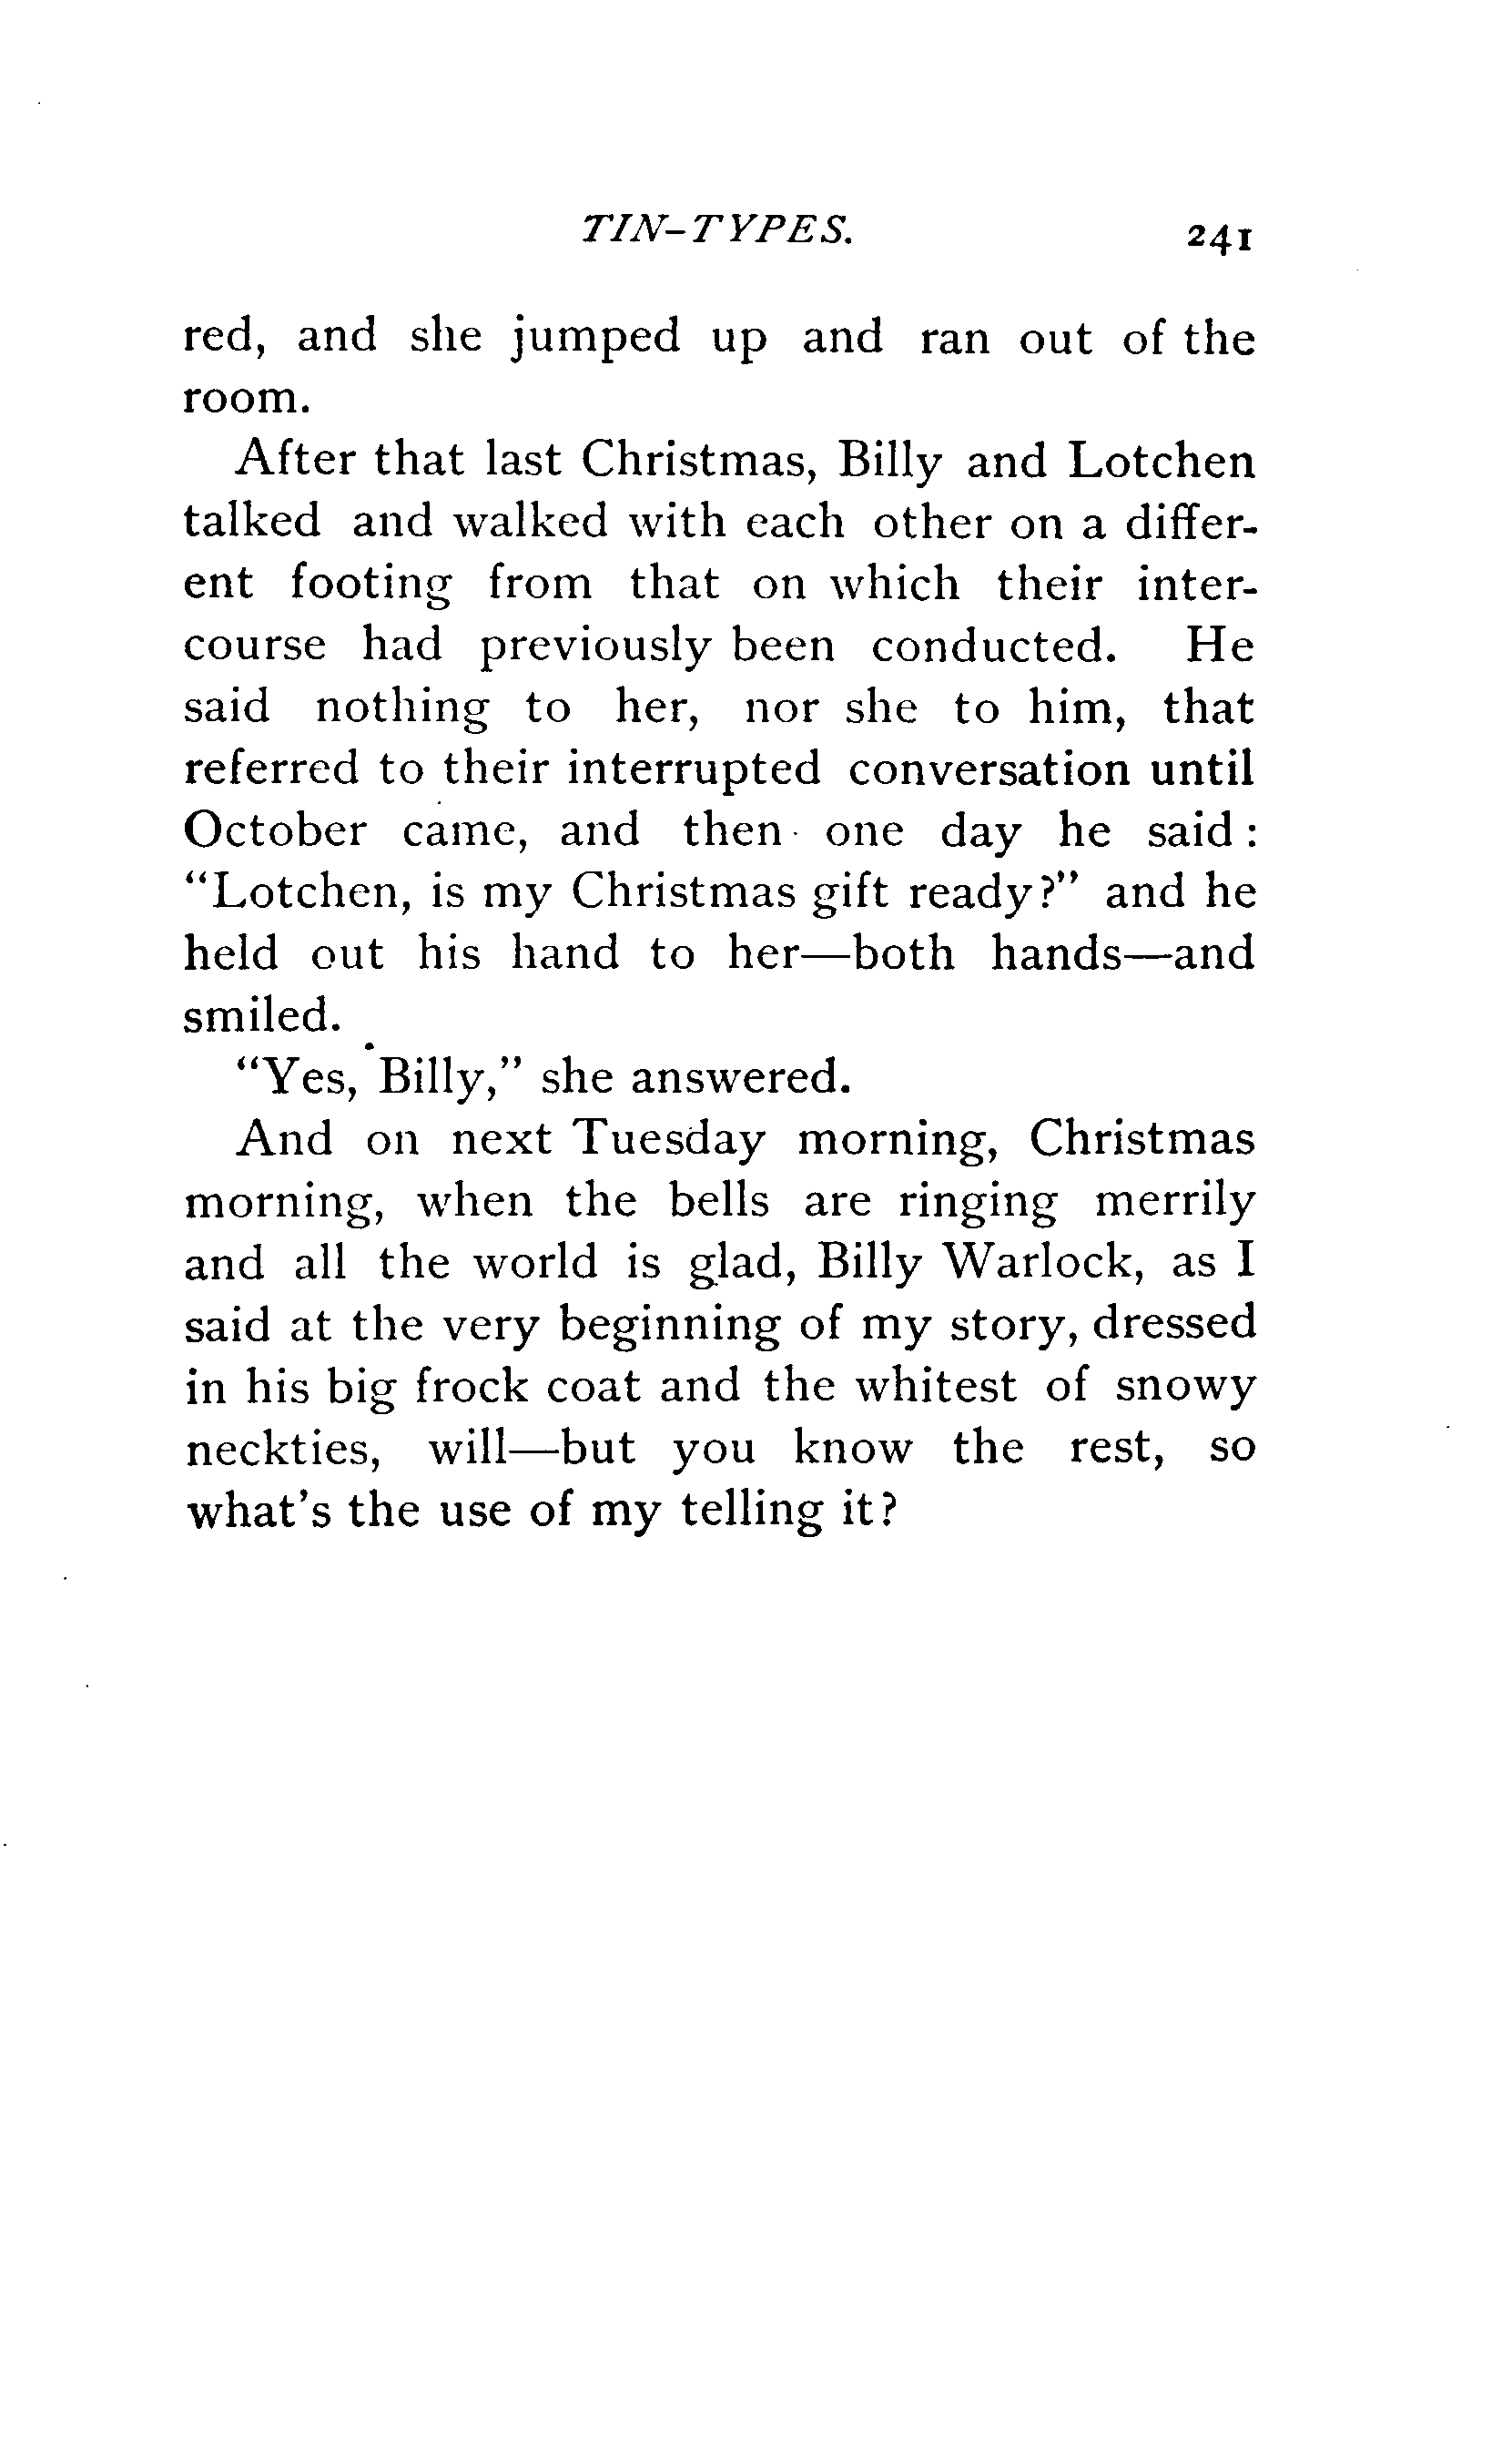 TIN-TYPES. 241
red, and she jumped up and ran out of the
room.
After that last Christmas, Billy and Lotchen
talked and walked with each other on a differ-
ent footing from that on which their inter-
course had previously been conducted. He
said nothing to her, nor she to him, that
referred to their interrupted conversation until
October came, and then one day he said:
"Lotchen, is my Christmas gift ready?" and he
held out his hand to her—both hands—and
smiled.
"Yes, Billy," she answered.
And on next Tuesday morning, Christmas
morning, when the bells are ringing merrily
and all the world is glad, Billy Warlock, as I
said at the very beginning of my story, dressed
in his big frock coat and the whitest of snowy
neckties, will—but you know the rest, so
what's the use of my telling it?